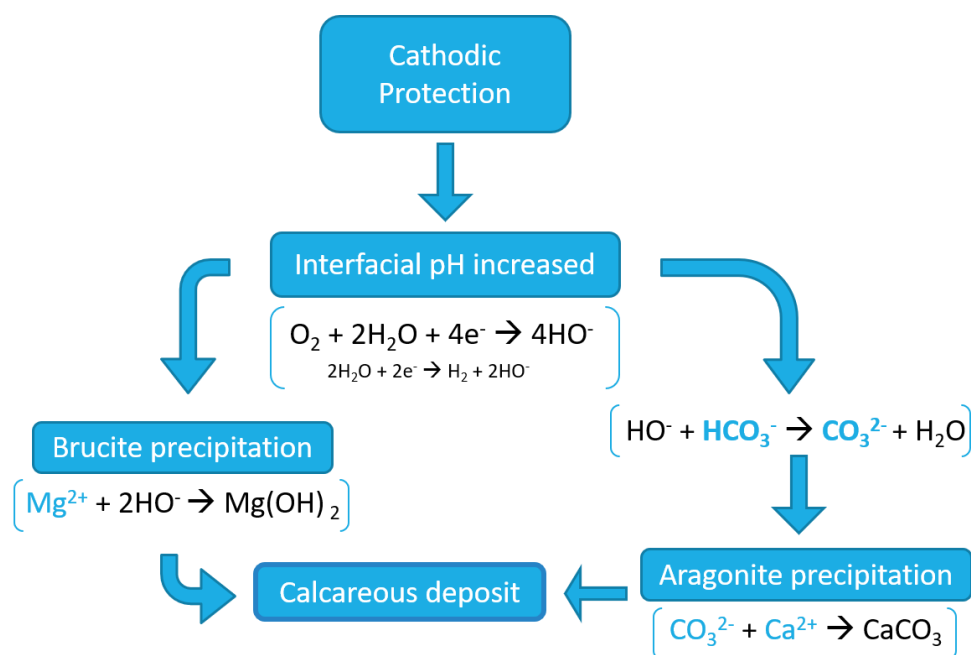 Cathodic
Protection
Interfacial pH increased
O₂ + 2H₂O + 4e⁻ → 4HO⁻
2H₂O + 2e⁻ → H₂ + 2HO⁻
HO⁻ + HCO₃⁻ → CO₃²⁻ + H₂O
Brucite precipitation
Mg²⁺ + 2HO⁻ → Mg(OH) ₂
Aragonite precipitation
CO₃²⁻ + Ca²⁺ → CaCO₃
Calcareous deposit